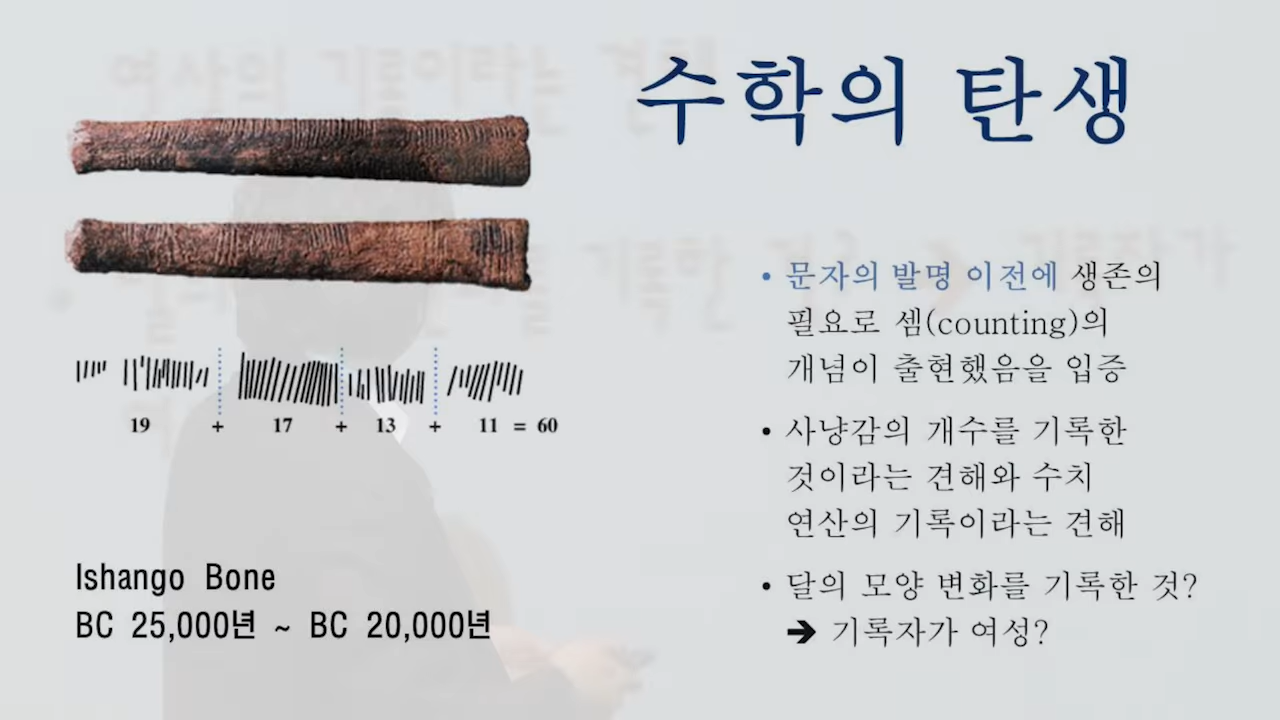 수학의 탄생
19 + 17 + 13 + 11 = 60
Ishango Bone
BC 25,000년 ~ BC 20,000년
• 문자의 발명 이전에 생존의
필요로 셈(counting)의
개념이 출현했음을 입증
• 사냥감의 개수를 기록한
것이라는 견해와 수치
연산의 기록이라는 견해
• 달의 모양 변화를 기록한 것?
➔ 기록자가 여성?